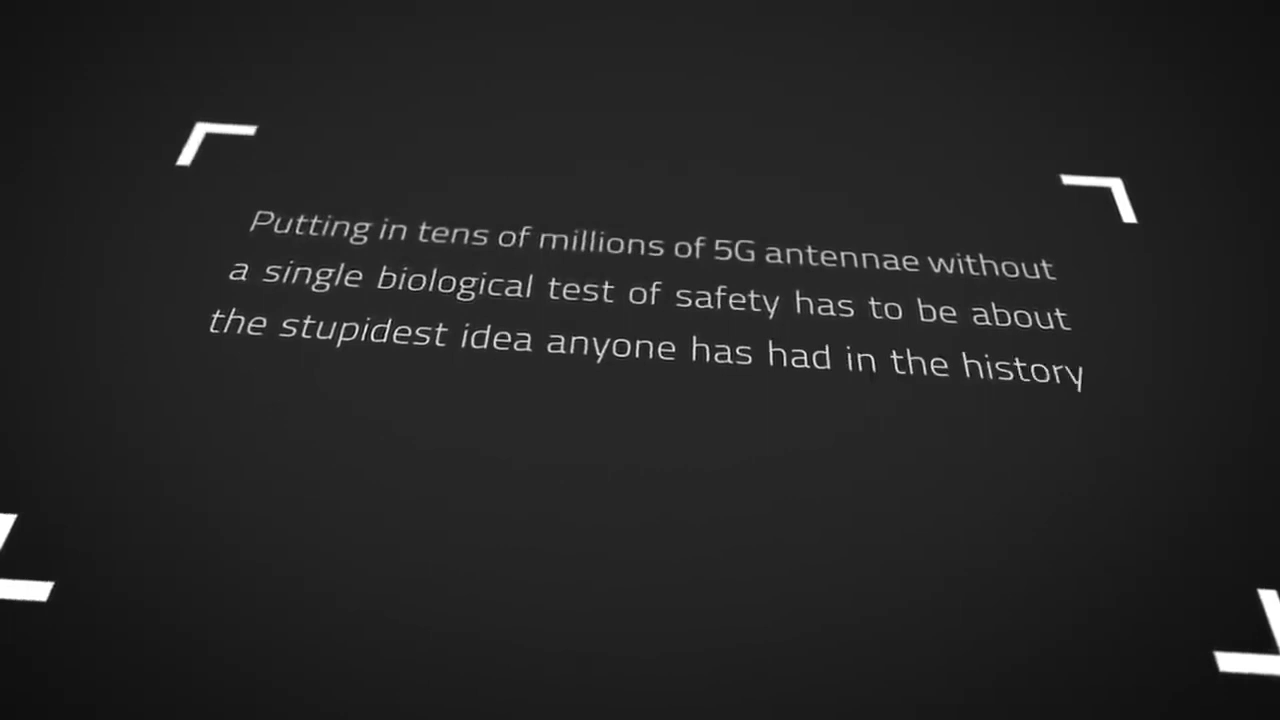 Putting in tens of millions of 5G antennae without
a single biological test of safety has to be about
the stupidest idea anyone has had in the history